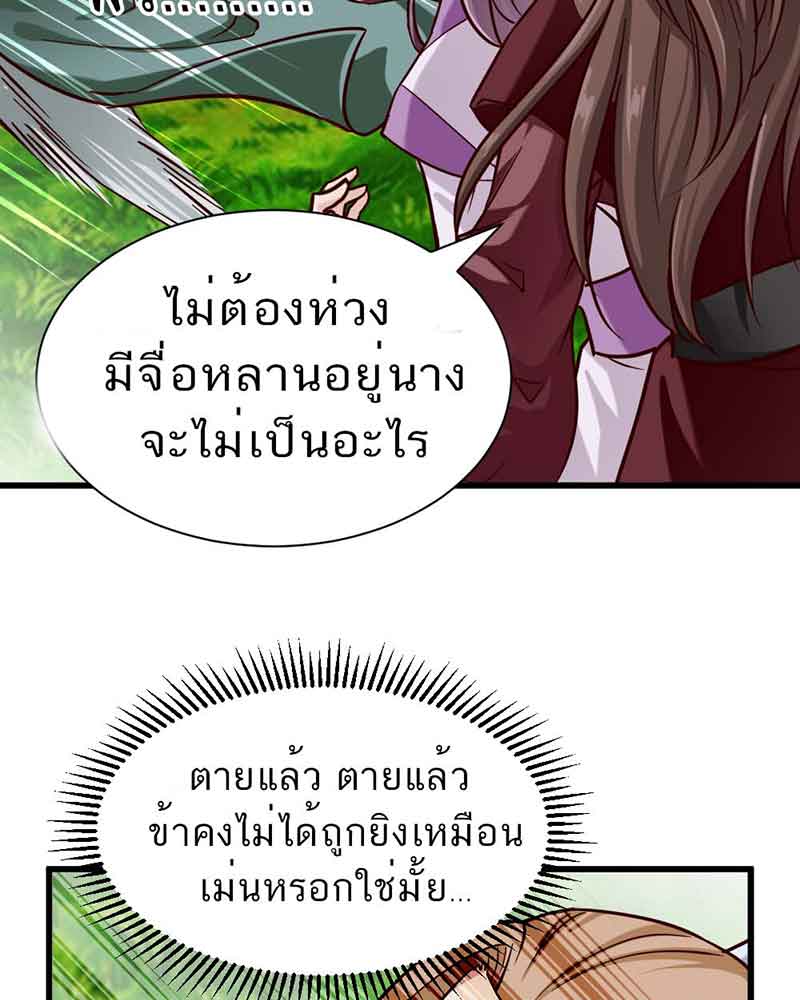 ไม่ต้องห่วง
มีจื่อหลานอยู่นาง
จะไม่เป็นอะไร
ตายแล้ว ตายแล้ว
ข้าคงไม่ได้ถูกยิงเหมือน
เม่นหรอกใช่มั้ย...